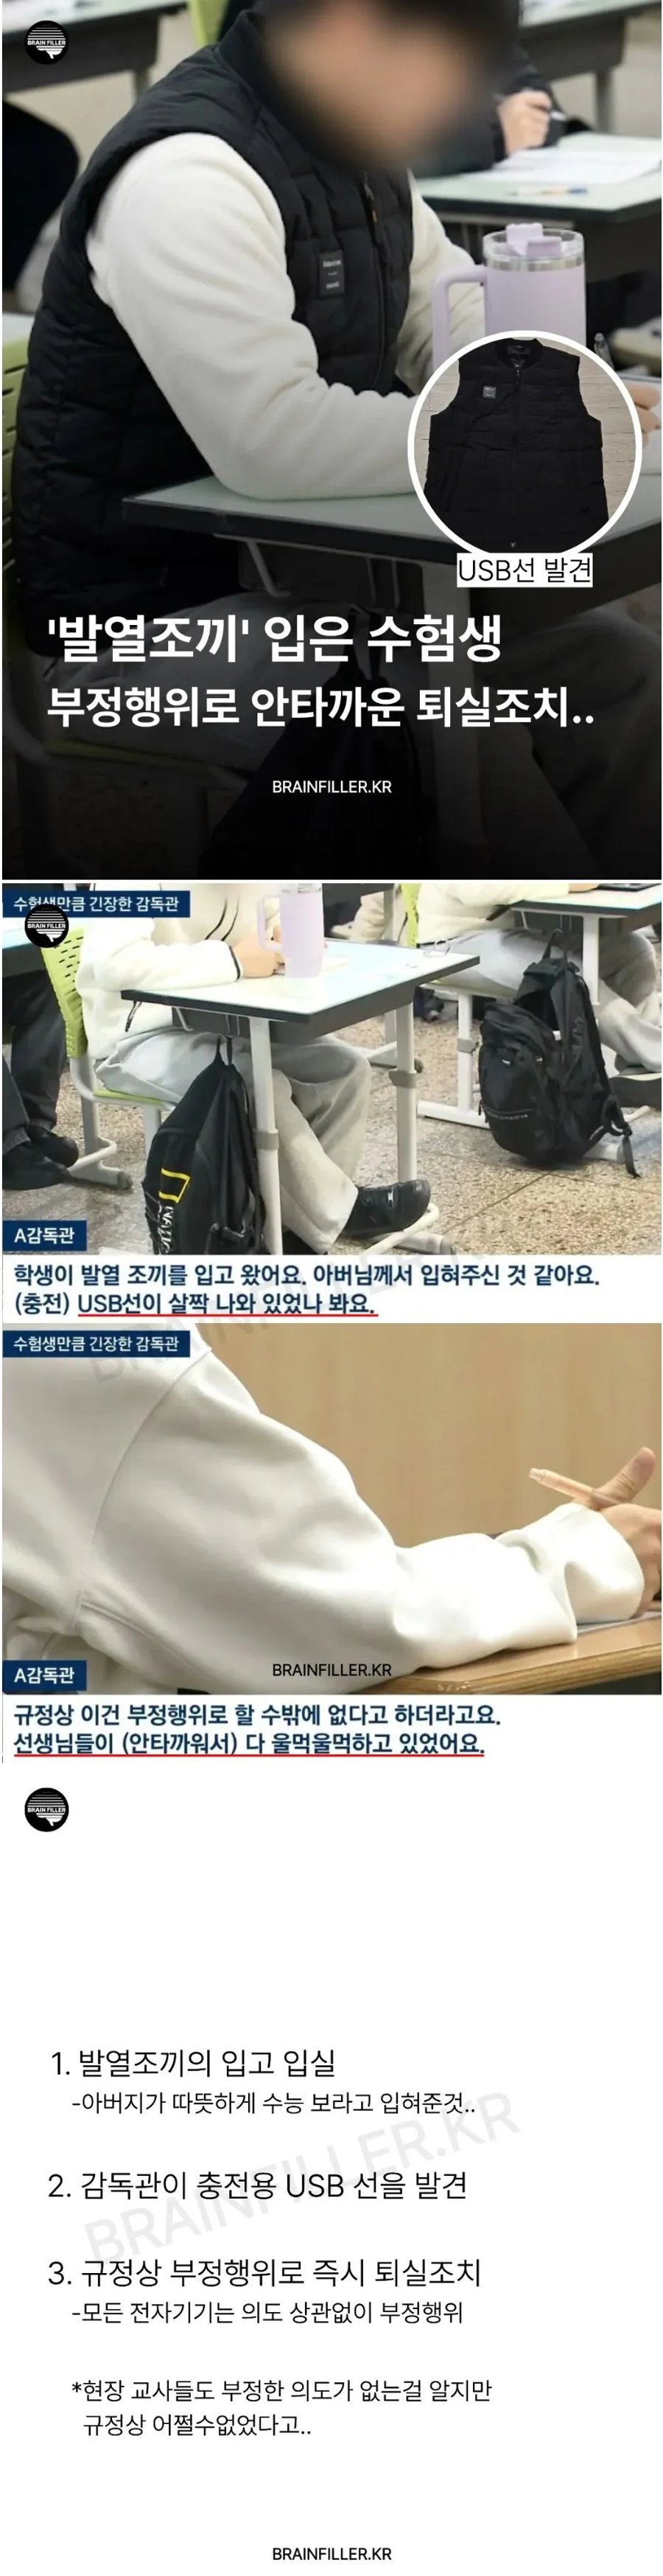 BRAIN FILLER
USB선 발견
'발열조끼' 입은 수험생
부정행위로 안타까운 퇴실조치..
BRAINFILLER.KR
수험생만큼 긴장한 감독관
BRAIN FILLER
A감독관
학생이 발열 조끼를 입고 왔어요. 아버님께서 입혀주신 것 같아요.
(충전) USB선이 살짝 나와 있었나 봐요.
수험생만큼 긴장한 감독관
BRAINFILLER.KR
A감독관
규정상 이건 부정행위로 할 수밖에 없다고 하더라고요.
선생님들이 (안타까워서) 다 울먹울먹하고 있었어요.
BRAIN FILLER
1. 발열조끼의 입고 입실
-아버지가 따뜻하게 수능 보라고 입혀준것..
BRAINFILLER.KR
2. 감독관이 충전용 USB 선을 발견
3. 규정상 부정행위로 즉시 퇴실조치
-모든 전자기기는 의도 상관없이 부정행위
*현장 교사들도 부정한 의도가 없는걸 알지만
규정상 어쩔수없었다고..
BRAINFILLER.KR